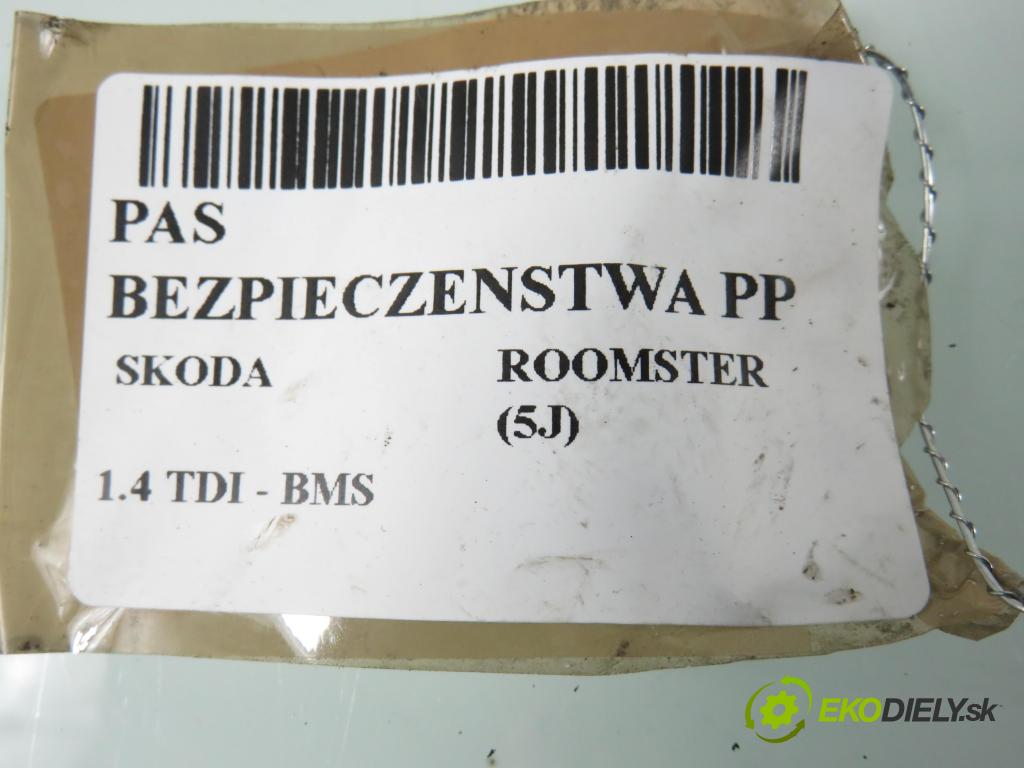 PAS
BEZPIECZENSTWA PP
SKODA ROOMSTER
(5J)
1.4 TDI - BMS
EKODIELY.sk